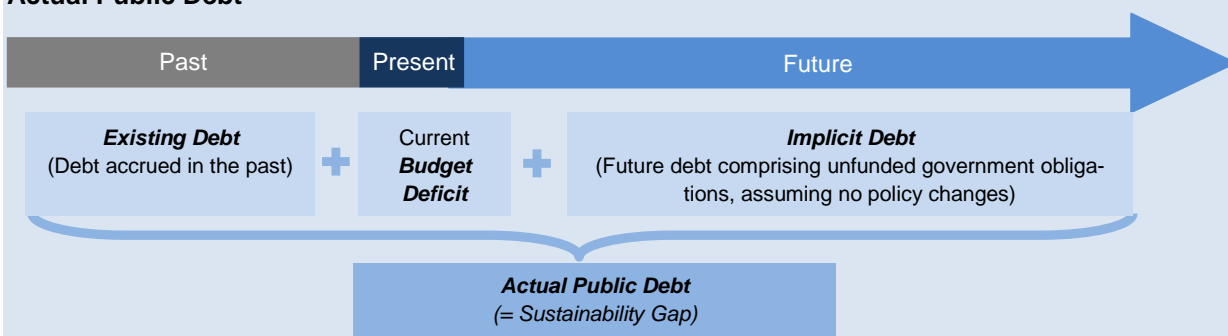 Actual Public Debt
Past
Present
Future
Existing Debt
(Debt accrued in the past)
Current
Budget
Deficit
Implicit Debt
(Future debt comprising unfunded government obliga-
tions, assuming no policy changes)
Actual Public Debt
(= Sustainability Gap)